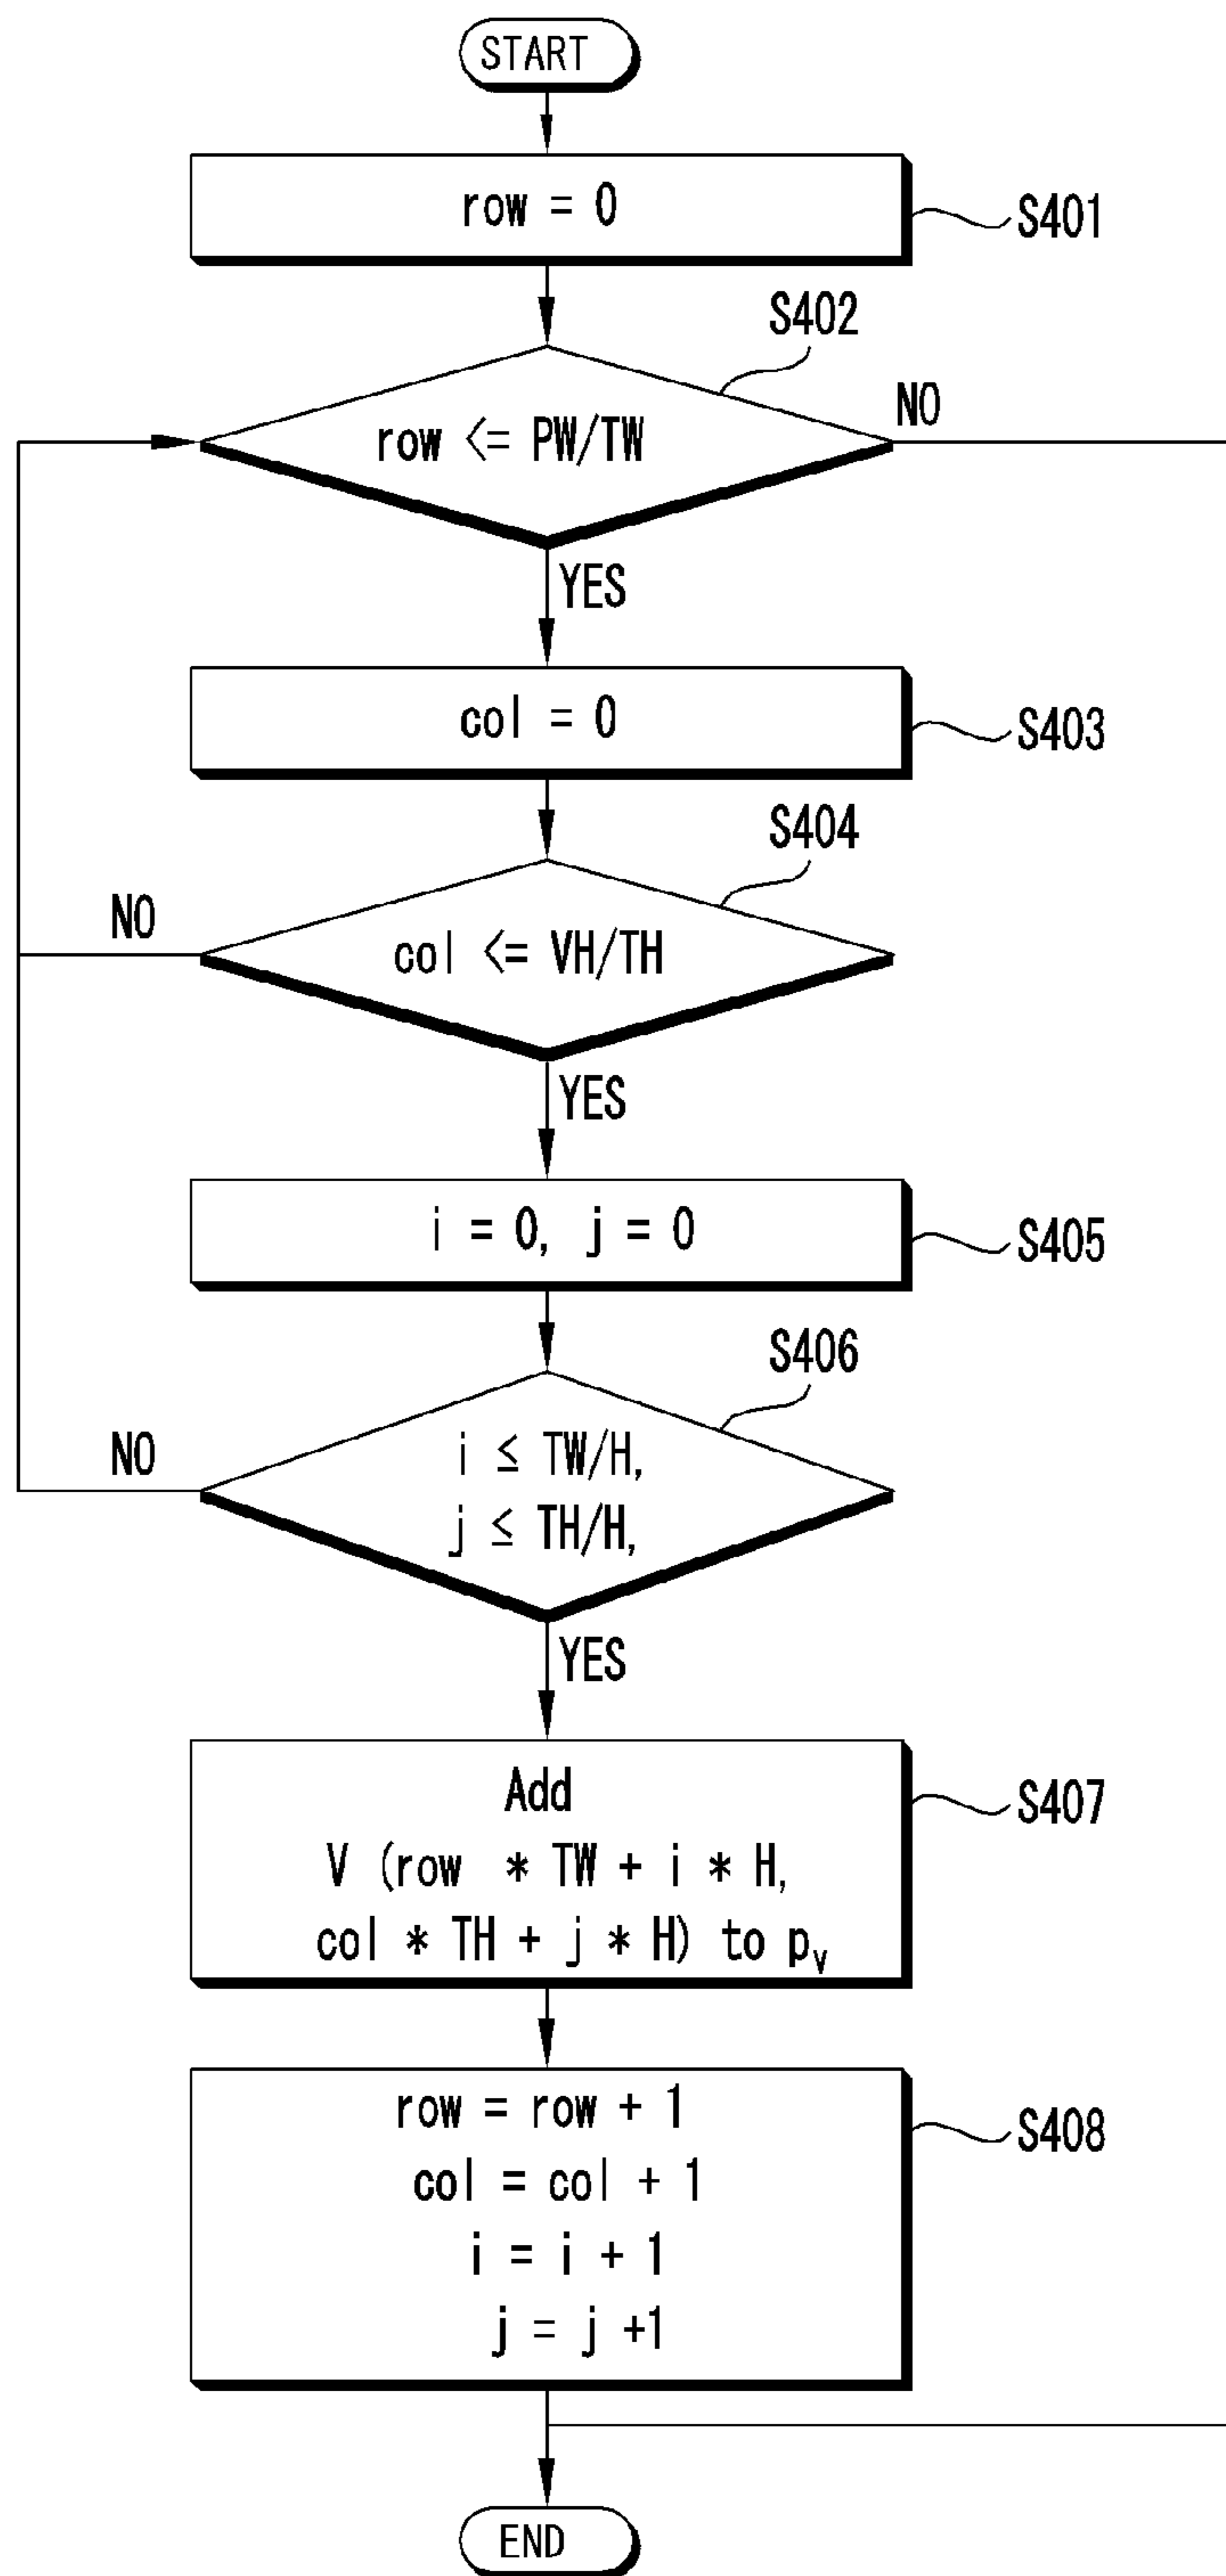 START
row = 0
S401
S402
row <= PW/TW
NO
YES
col = 0
S403
S404
NO
col <= VH/TH
YES
i = 0, j = 0
S405
S406
NO
i ≤ TW/H,
j ≤ TH/H,
YES
Add
V (row * TW + i * H,
col * TH + j * H) to pᵥ
S407
row = row + 1
col = col + 1
i = i + 1
j = j +1
S408
END